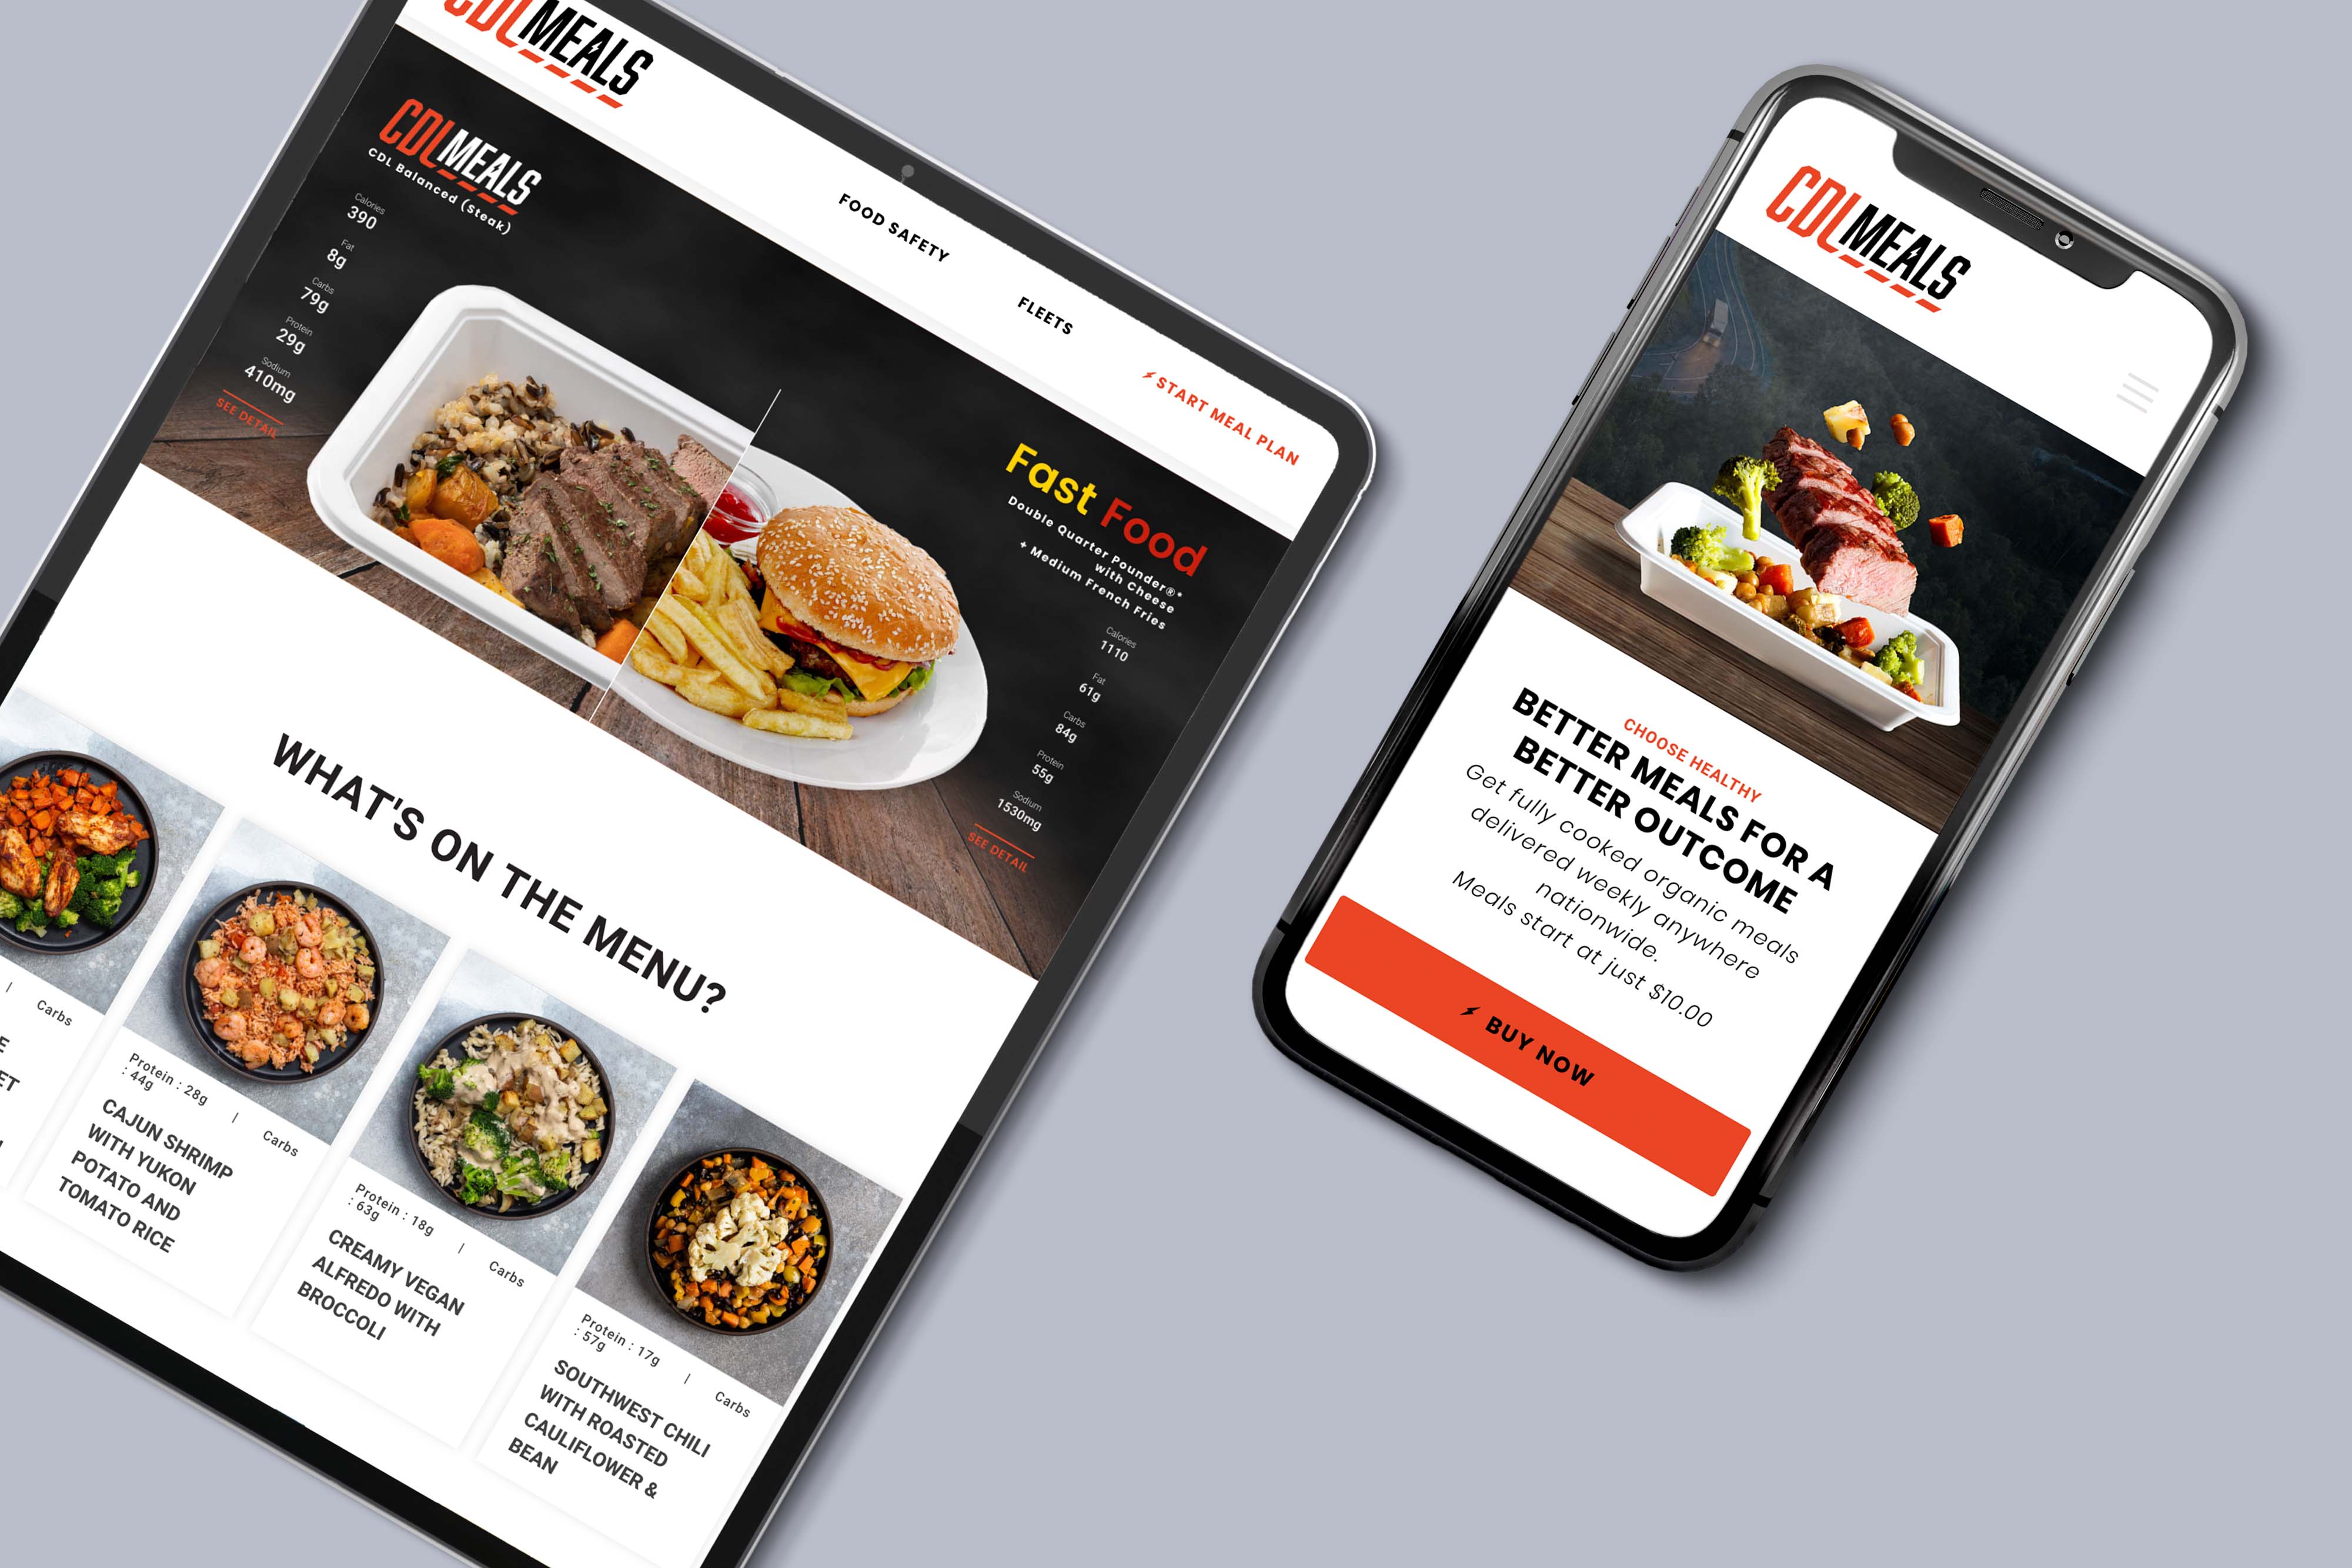 CDLMEALS
FOOD SAFETY
FLEETS
START MEAL PLAN
CDLMEALS
CDL Balanced (Steak)
Calories
390
Fat
8g
Carbs
79g
Protein
29g
Sodium
410mg
SEE DETAIL
Fast Food
Double Quarter Pounder®*
with Cheese
+ Medium French Fries
Calories
1110
Fat
61g
Carbs
84g
Protein
55g
Sodium
1530mg
SEE DETAIL
WHAT'S ON THE MENU?
| Carbs
Protein : 28g | Carbs
: 44g
CAJUN SHRIMP
WITH YUKON
POTATO AND
TOMATO RICE
Protein : 18g | Carbs
: 63g
CREAMY VEGAN
ALFREDO WITH
BROCCOLI
Protein : 17g | Carbs
: 57g
SOUTHWEST CHILI
WITH ROASTED
CAULIFLOWER &
BEAN
CDLMEALS
CHOOSE HEALTHY
BETTER MEALS FOR A
BETTER OUTCOME
Get fully cooked organic meals
delivered weekly anywhere
nationwide.
Meals start at just $10.00
BUY NOW